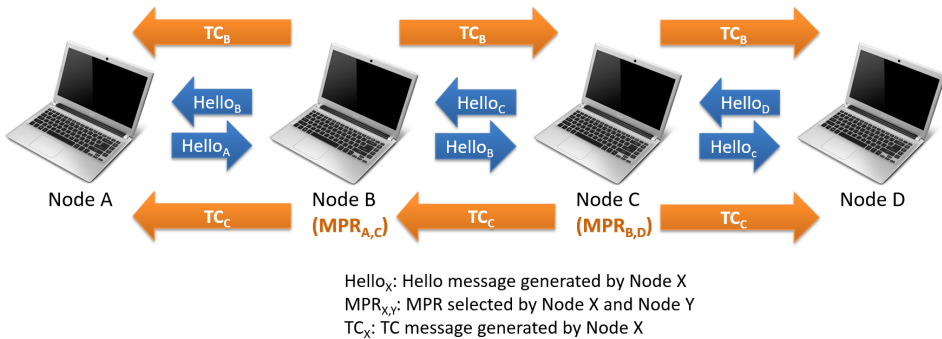 TC_B TC_B TC_B
Hello_B Hello_C Hello_D
Hello_A Hello_B Hello_c
Node A Node B Node C Node D
(MPR_A,C) (MPR_B,D)
TC_C TC_C TC_C
Hello_X: Hello message generated by Node X
MPR_X,Y: MPR selected by Node X and Node Y
TC_X: TC message generated by Node X